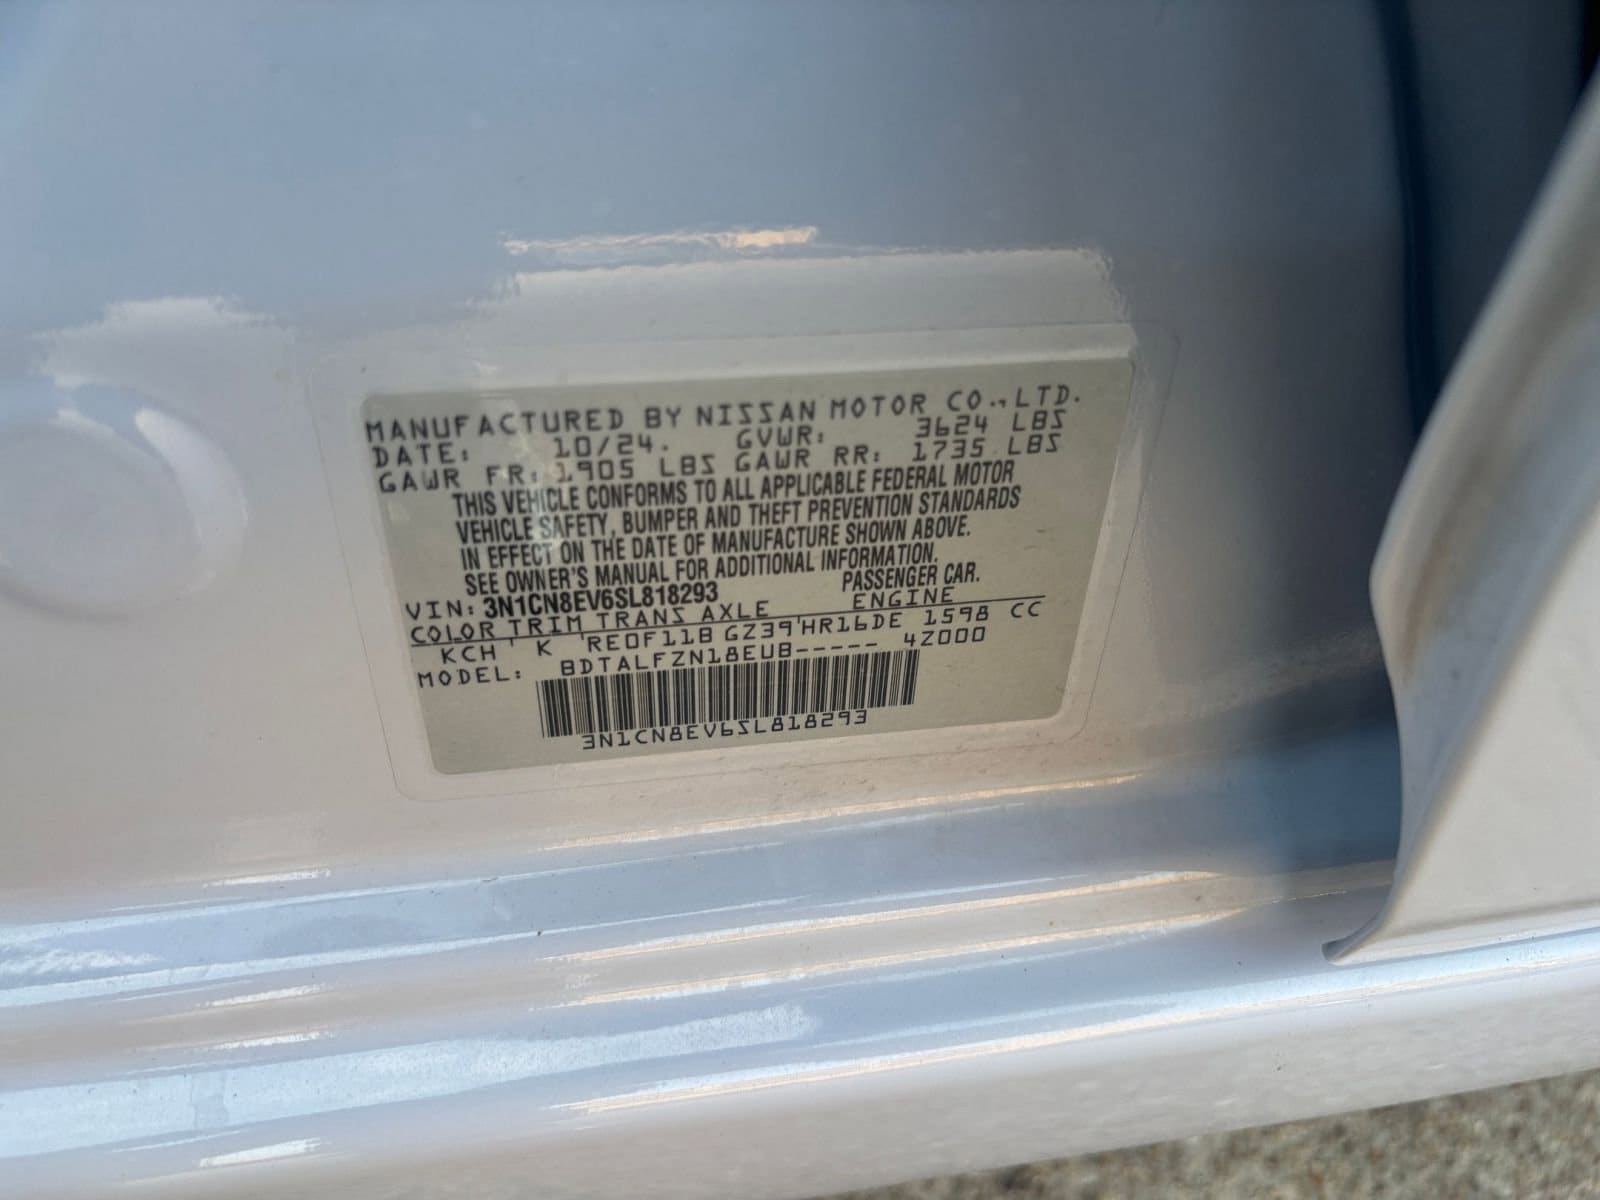 MANUFACTURED BY NISSAN MOTOR CO., LTD.
DATE: 10/24. GVWR: 3624 LBS
GAWR FR: 1905 LBS GAWR RR: 1735 LBS
THIS VEHICLE CONFORMS TO ALL APPLICABLE FEDERAL MOTOR
VEHICLE SAFETY, BUMPER AND THEFT PREVENTION STANDARDS
IN EFFECT ON THE DATE OF MANUFACTURE SHOWN ABOVE.
SEE OWNER'S MANUAL FOR ADDITIONAL INFORMATION.
VIN: 3N1CN8EV6SL818293 PASSENGER CAR.
COLOR TRIM TRANS AXLE ENGINE
KCH ' K 'RE0F11B GZ39'HR16DE 1598 CC
MODEL: BDTALFZN18EUB----- 4Z000
3N1CN8EV6SL818293